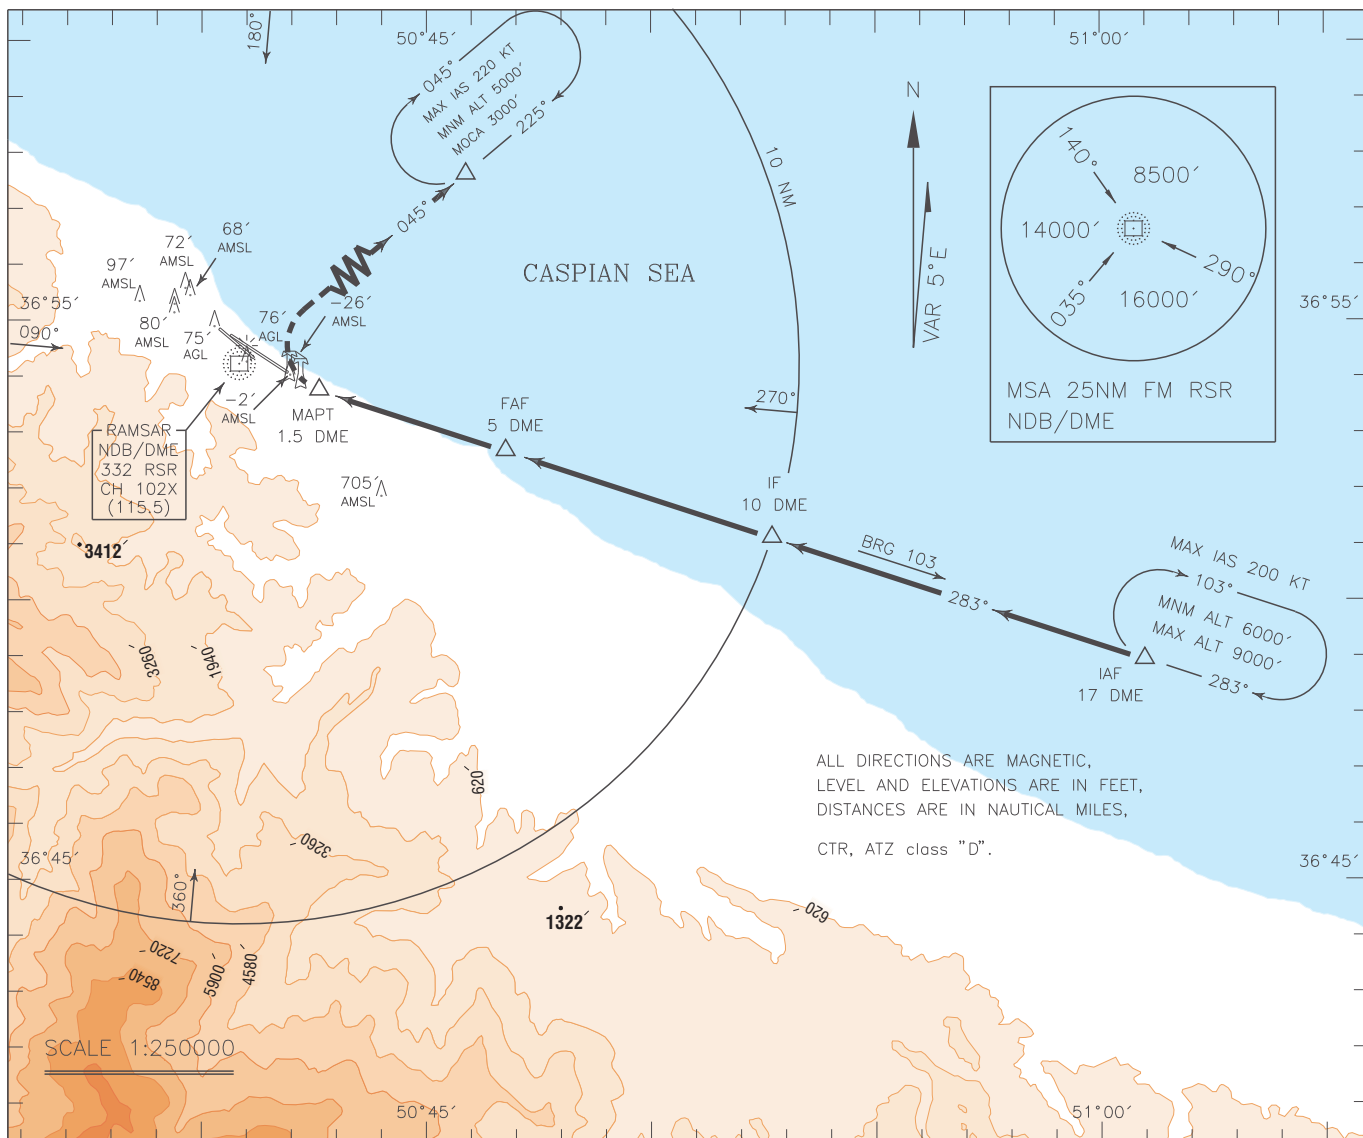 180°
50°45′
51°00′
045°
MAX IAS 220 KT
MNM ALT 5000′
MOCA 3000′
225°
10 NM
N
VAR 5°E
140°
8500′
14000′
290°
035°
16000′
MSA 25NM FM RSR
NDB/DME
045°
CASPIAN SEA
68′
AMSL
72′
AMSL
97′
AMSL
80′
AMSL
75′
AGL
76′
AGL
-26′
AMSL
-2′
AMSL
36°55′
36°55′
090°
MAPT
1.5 DME
RAMSAR
NDB/DME
332 RSR
CH 102X
(115.5)
705′
AMSL
FAF
5 DME
270°
IF
10 DME
BRG 103
283°
MAX IAS 200 KT
103°
MNM ALT 6000′
MAX ALT 9000′
283°
IAF
17 DME
3412′
3260
1940
620′
3260
ALL DIRECTIONS ARE MAGNETIC,
LEVEL AND ELEVATIONS ARE IN FEET,
DISTANCES ARE IN NAUTICAL MILES,
CTR, ATZ class "D".
36°45′
36°45′
360°
1322′
620
7220
8540
5900
4580
SCALE 1:250000
50°45′
51°00′